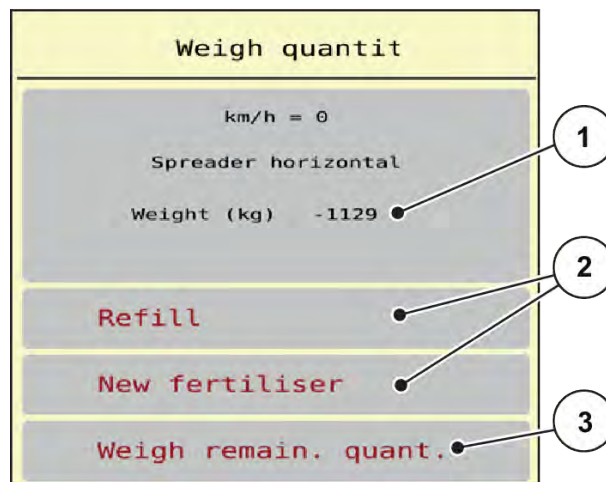 Weigh quantit
km/h = 0
Spreader horizontal
Weight (kg) -1129
1
2
Refill
New fertiliser
3
Weigh remain. quant.